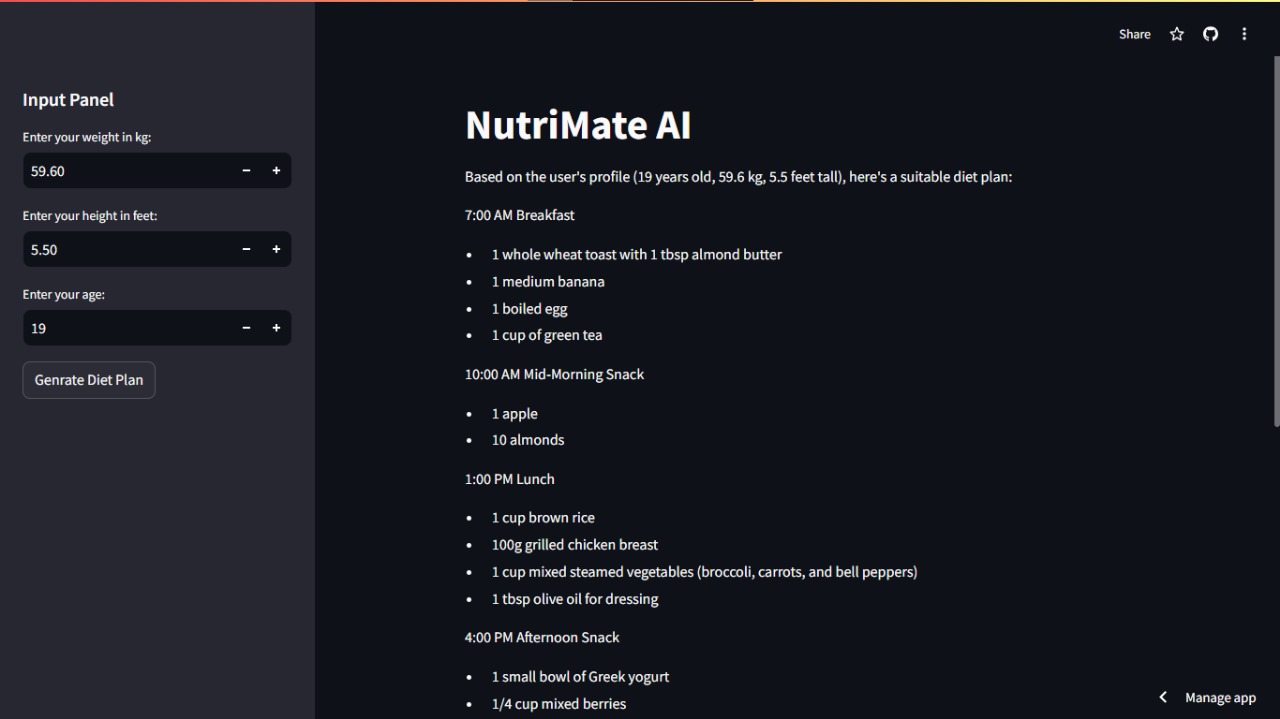 Share
Input Panel
Enter your weight in kg:
59.60
Enter your height in feet:
5.50
Enter your age:
19
Genrate Diet Plan
NutriMate AI
Based on the user's profile (19 years old, 59.6 kg, 5.5 feet tall), here's a suitable diet plan:
7:00 AM Breakfast
• 1 whole wheat toast with 1 tbsp almond butter
• 1 medium banana
• 1 boiled egg
• 1 cup of green tea
10:00 AM Mid-Morning Snack
• 1 apple
• 10 almonds
1:00 PM Lunch
• 1 cup brown rice
• 100g grilled chicken breast
• 1 cup mixed steamed vegetables (broccoli, carrots, and bell peppers)
• 1 tbsp olive oil for dressing
4:00 PM Afternoon Snack
• 1 small bowl of Greek yogurt
• 1/4 cup mixed berries
Manage app